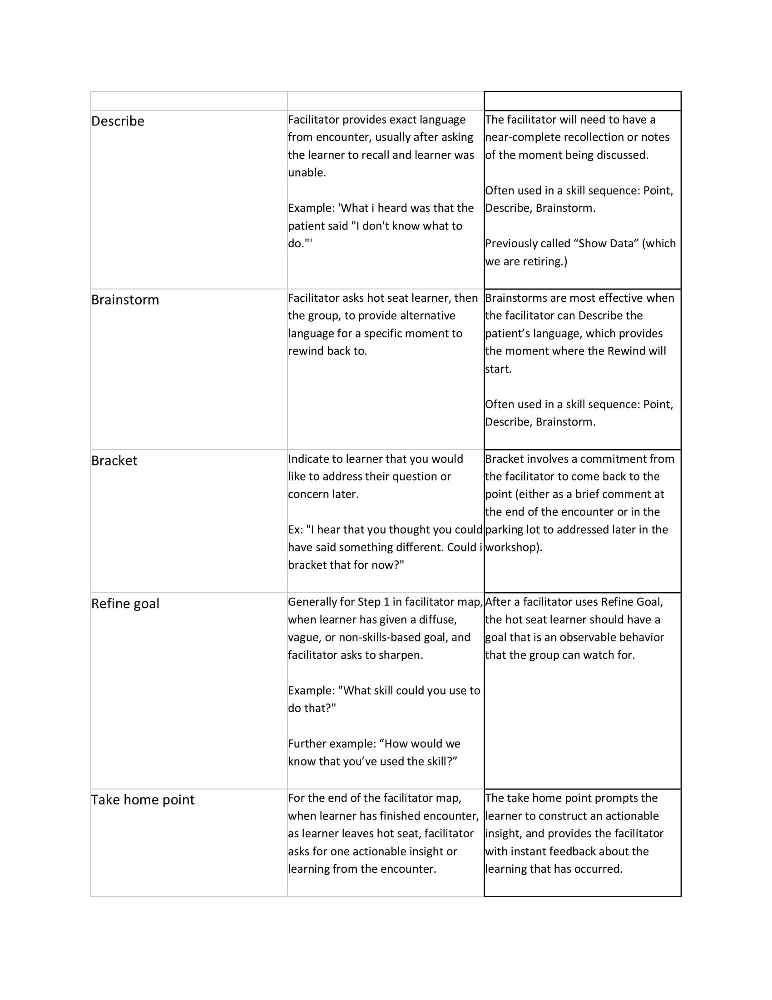 Describe
Facilitator provides exact language
from encounter, usually after asking
the learner to recall and learner was
unable.
Example: 'What i heard was that the
patient said "I don't know what to
do."'
The facilitator will need to have a
near-complete recollection or notes
of the moment being discussed.
Often used in a skill sequence: Point,
Describe, Brainstorm.
Previously called “Show Data” (which
we are retiring.)
Brainstorm
Facilitator asks hot seat learner, then
the group, to provide alternative
language for a specific moment to
rewind back to.
Brainstorms are most effective when
the facilitator can Describe the
patient’s language, which provides
the moment where the Rewind will
start.
Often used in a skill sequence: Point,
Describe, Brainstorm.
Bracket
Indicate to learner that you would
like to address their question or
concern later.
Ex: "I hear that you thought you could
have said something different. Could i
bracket that for now?"
Bracket involves a commitment from
the facilitator to come back to the
point (either as a brief comment at
the end of the encounter or in the
parking lot to addressed later in the
workshop).
Refine goal
Generally for Step 1 in facilitator map,
when learner has given a diffuse,
vague, or non-skills-based goal, and
facilitator asks to sharpen.
Example: "What skill could you use to
do that?"
Further example: “How would we
know that you’ve used the skill?”
After a facilitator uses Refine Goal,
the hot seat learner should have a
goal that is an observable behavior
that the group can watch for.
Take home point
For the end of the facilitator map,
when learner has finished encounter,
as learner leaves hot seat, facilitator
asks for one actionable insight or
learning from the encounter.
The take home point prompts the
learner to construct an actionable
insight, and provides the facilitator
with instant feedback about the
learning that has occurred.